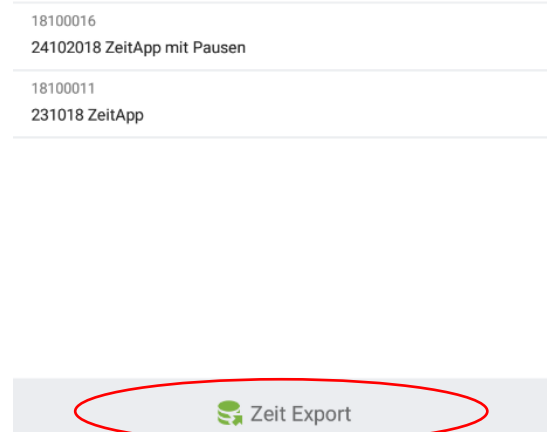 18100016
24102018 ZeitApp mit Pausen
18100011
231018 ZeitApp
Zeit Export